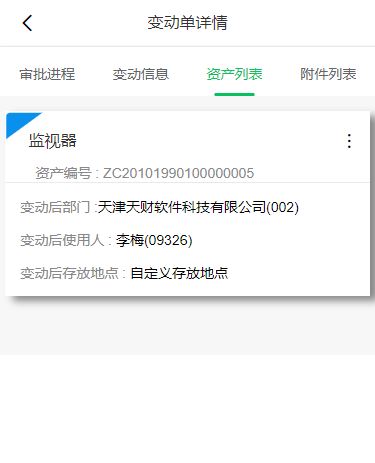 变动单详情
审批进程 变动信息 资产列表 附件列表
监视器
资产编号 : ZC20101990100000005
变动后部门 :天津天财软件科技有限公司(002)
变动后使用人 : 李梅(09326)
变动后存放地点 : 自定义存放地点